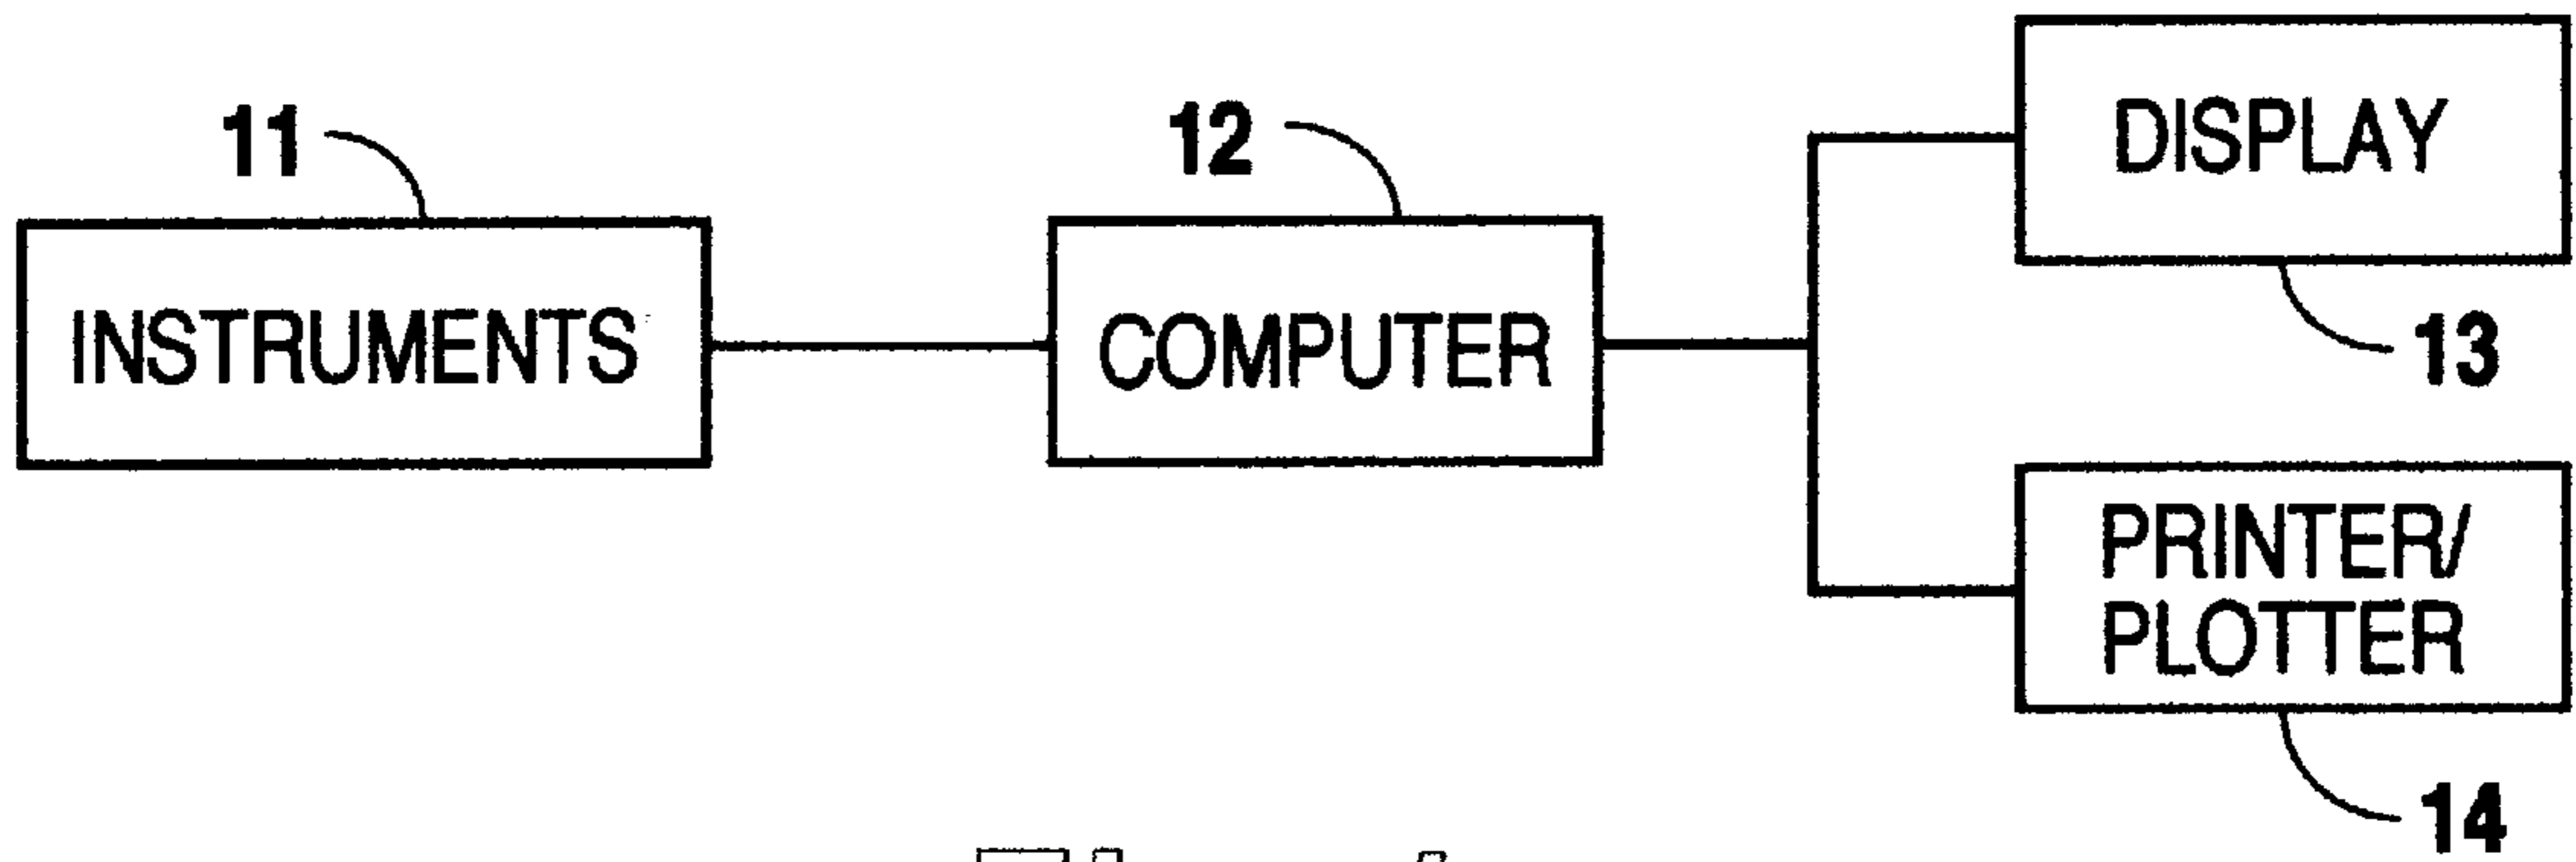 11
INSTRUMENTS
12
COMPUTER
DISPLAY
13
PRINTER/
PLOTTER
14